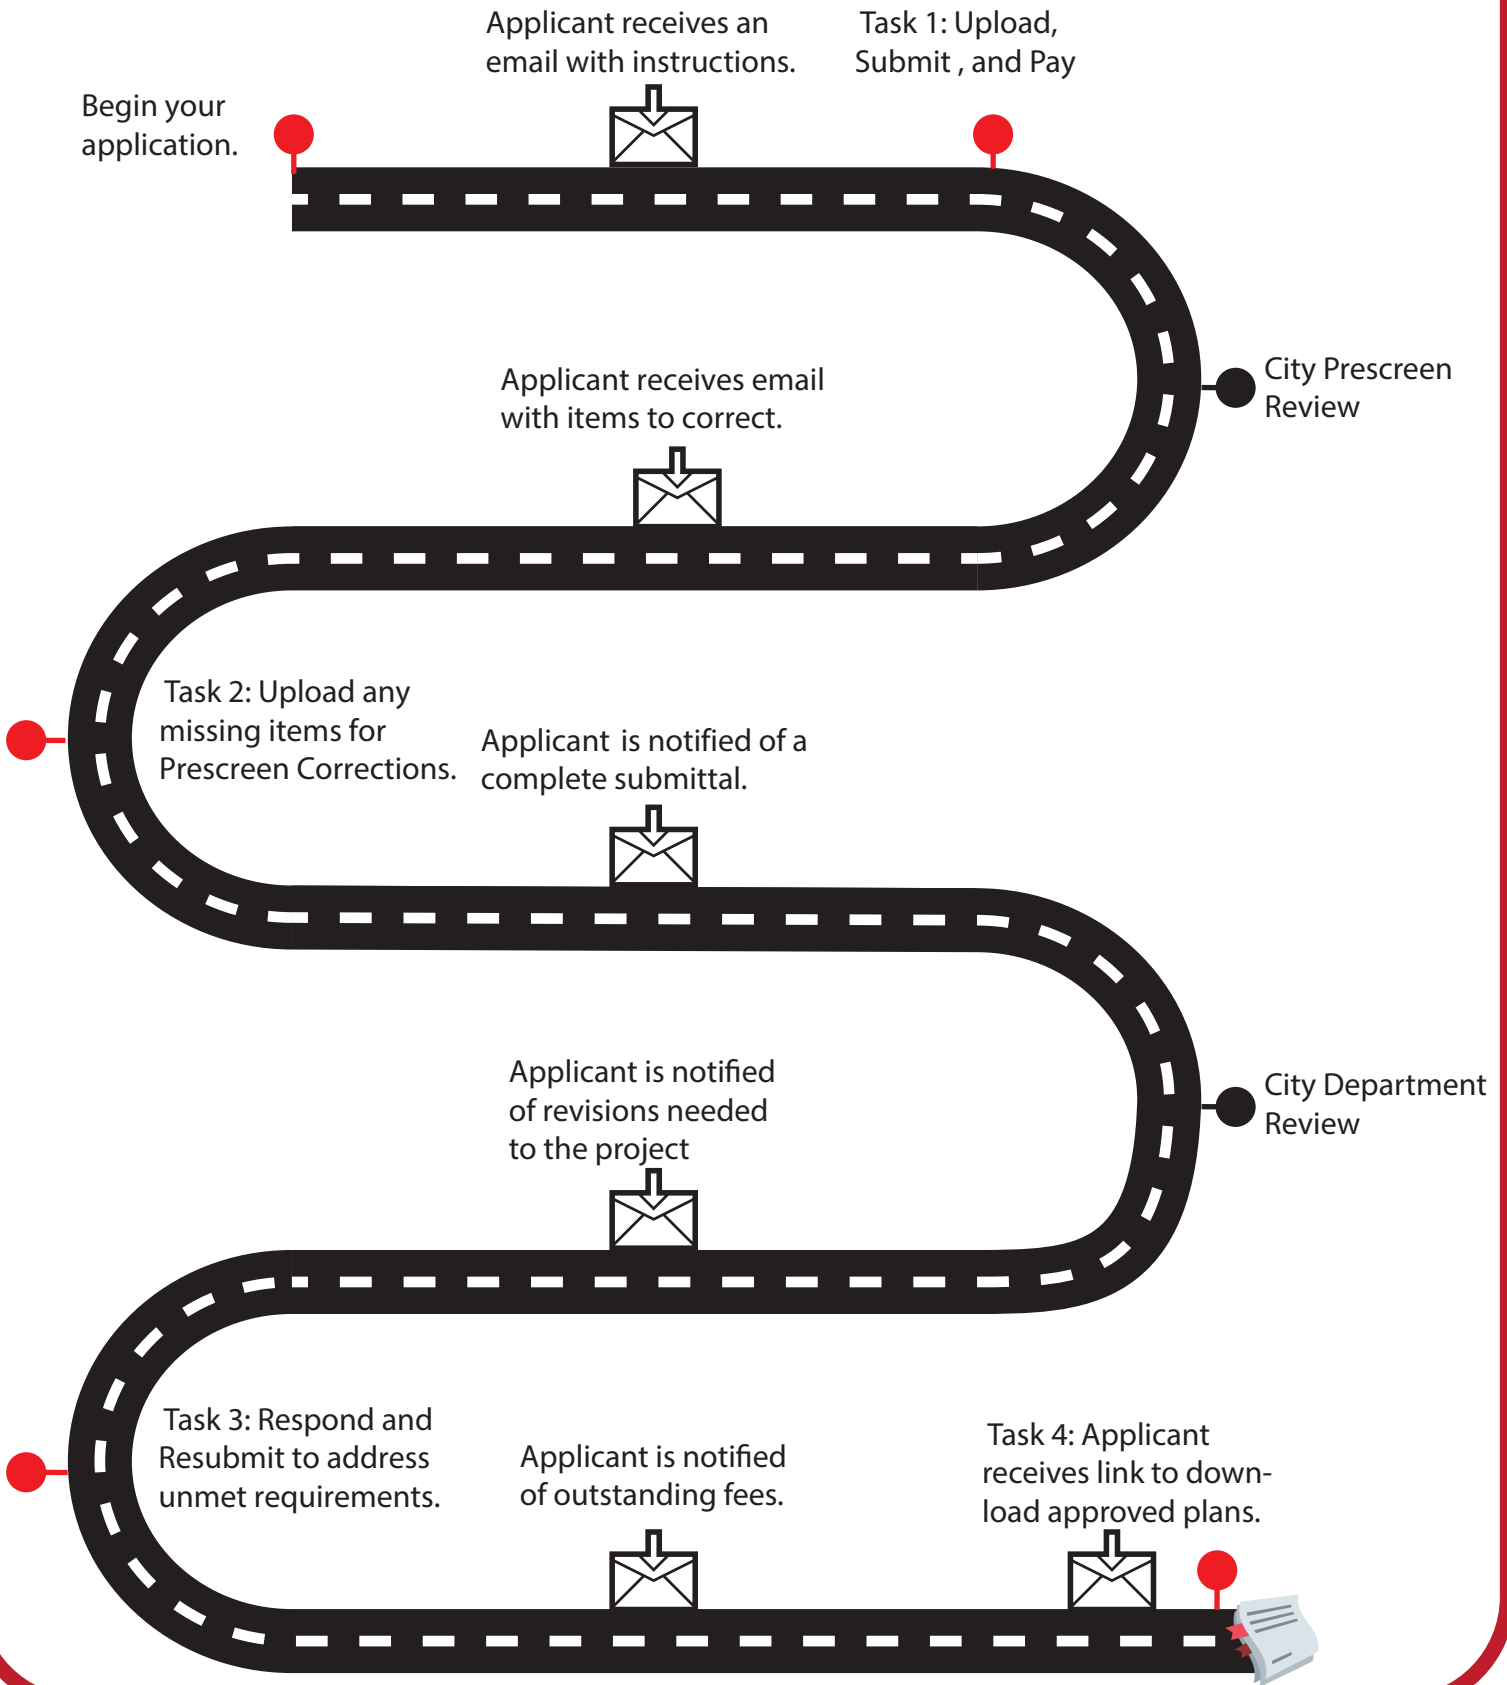 Begin your
application.
Applicant receives an
email with instructions.
Task 1: Upload,
Submit , and Pay
City Prescreen
Review
Applicant receives email
with items to correct.
Task 2: Upload any
missing items for
Prescreen Corrections.
Applicant is notified of a
complete submittal.
City Department
Review
Applicant is notified
of revisions needed
to the project
Task 3: Respond and
Resubmit to address
unmet requirements.
Applicant is notified
of outstanding fees.
Task 4: Applicant
receives link to down-
load approved plans.